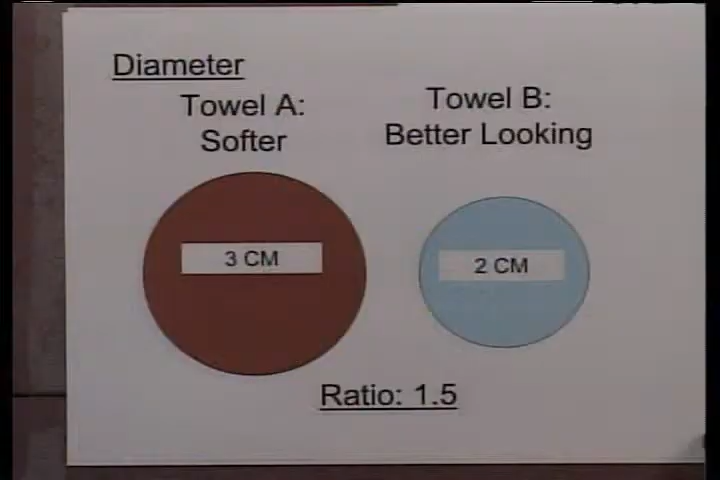 Diameter
Towel A:
Softer
Towel B:
Better Looking
3 CM
2 CM
Ratio: 1.5